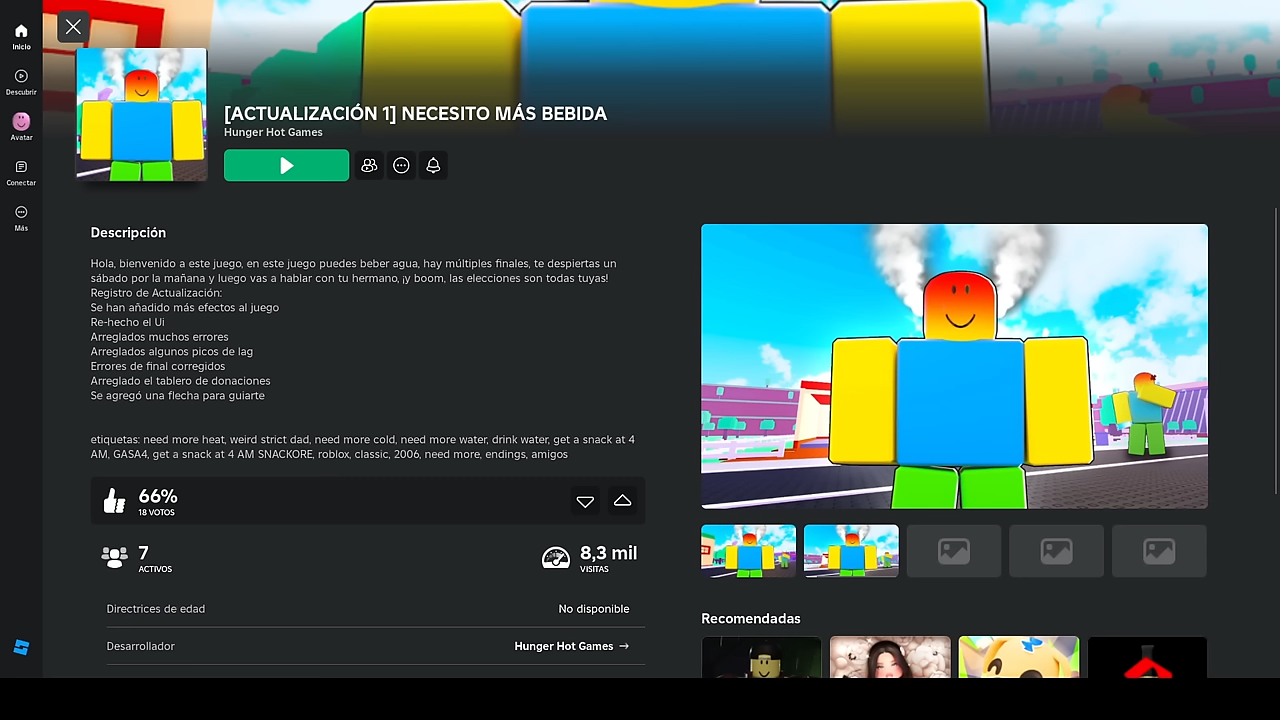 Inicio
Descubrir
Avatar
Conectar
Más
[ACTUALIZACIÓN 1] NECESITO MÁS BEBIDA
Hunger Hot Games
Descripción
Hola, bienvenido a este juego, en este juego puedes beber agua, hay múltiples finales, te despiertas un
sábado por la mañana y luego vas a hablar con tu hermano, ¡y boom, las elecciones son todas tuyas!
Registro de Actualización:
Se han añadido más efectos al juego
Re-hecho el Ui
Arreglados muchos errores
Arreglados algunos picos de lag
Errores de final corregidos
Arreglado el tablero de donaciones
Se agregó una flecha para guiarte
etiquetas: need more heat, weird strict dad, need more cold, need more water, drink water, get a snack at 4
AM, GASA4, get a snack at 4 AM SNACKORE, roblox, classic, 2006, need more, endings, amigos
66%
18 VOTOS
7
ACTIVOS
8,3 mil
VISITAS
Directrices de edad
No disponible
Desarrollador
Hunger Hot Games →
Recomendadas